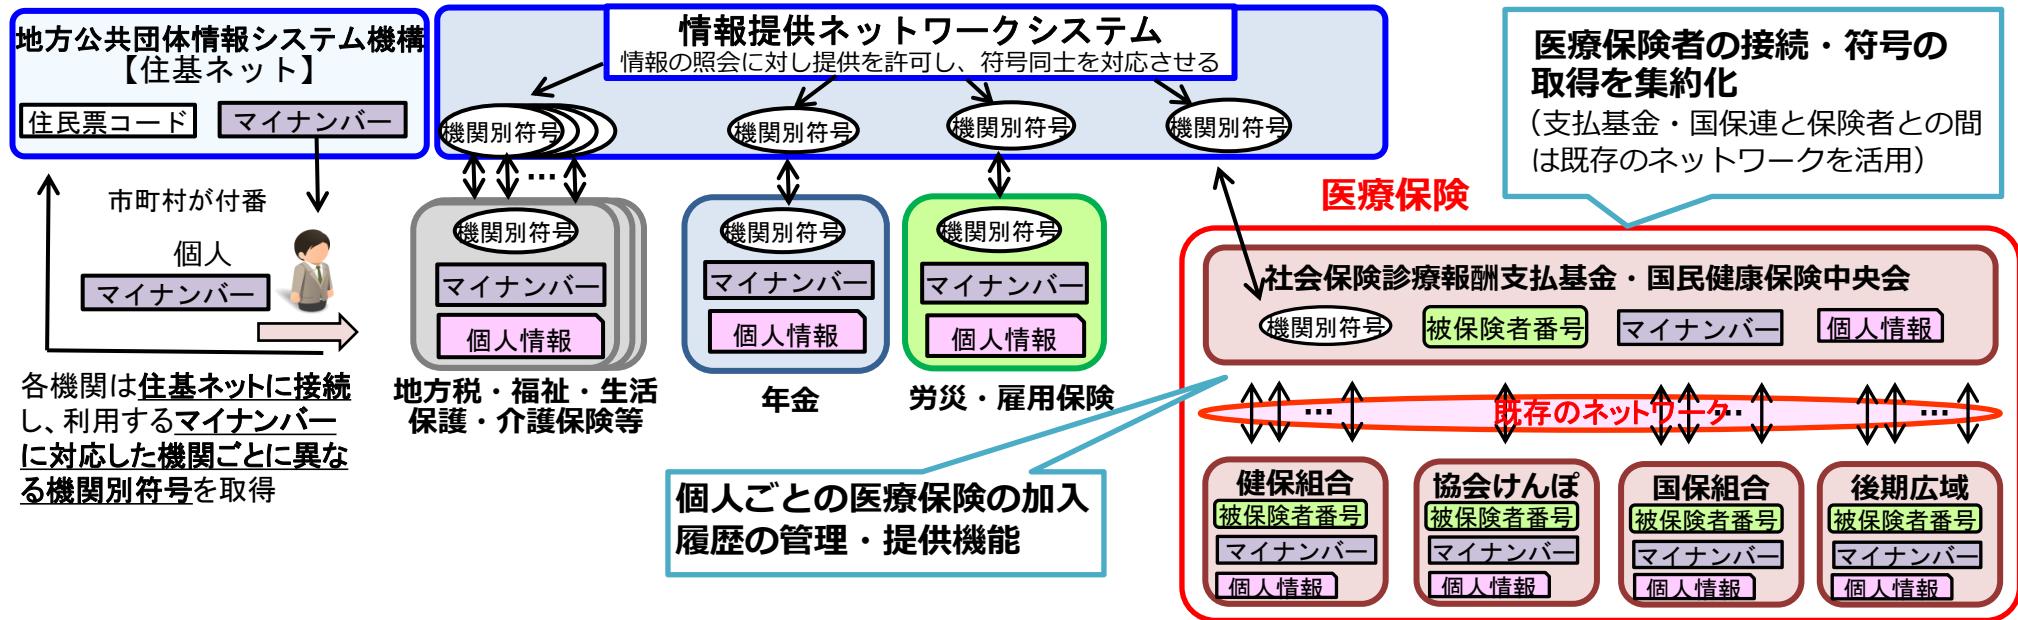 地方公共団体情報システム機構
【住基ネット】
住民票コード
マイナンバー
情報提供ネットワークシステム
情報の照会に対し提供を許可し、符号同士を対応させる
機関別符号
機関別符号
機関別符号
機関別符号
医療保険者の接続・符号の
取得を集約化
（支払基金・国保連と保険者との間
は既存のネットワークを活用）
市町村が付番
個人
マイナンバー
各機関は住基ネットに接続
し、利用するマイナンバー
に対応した機関ごとに異な
る機関別符号を取得
…
機関別符号
マイナンバー
個人情報
地方税・福祉・生活
保護・介護保険等
機関別符号
マイナンバー
個人情報
年金
機関別符号
マイナンバー
個人情報
労災・雇用保険
医療保険
社会保険診療報酬支払基金・国民健康保険中央会
機関別符号
被保険者番号
マイナンバー
個人情報
… … …
既存のネットワーク
個人ごとの医療保険の加入
履歴の管理・提供機能
健保組合
被保険者番号
マイナンバー
個人情報
協会けんぽ
被保険者番号
マイナンバー
個人情報
国保組合
被保険者番号
マイナンバー
個人情報
後期広域
被保険者番号
マイナンバー
個人情報